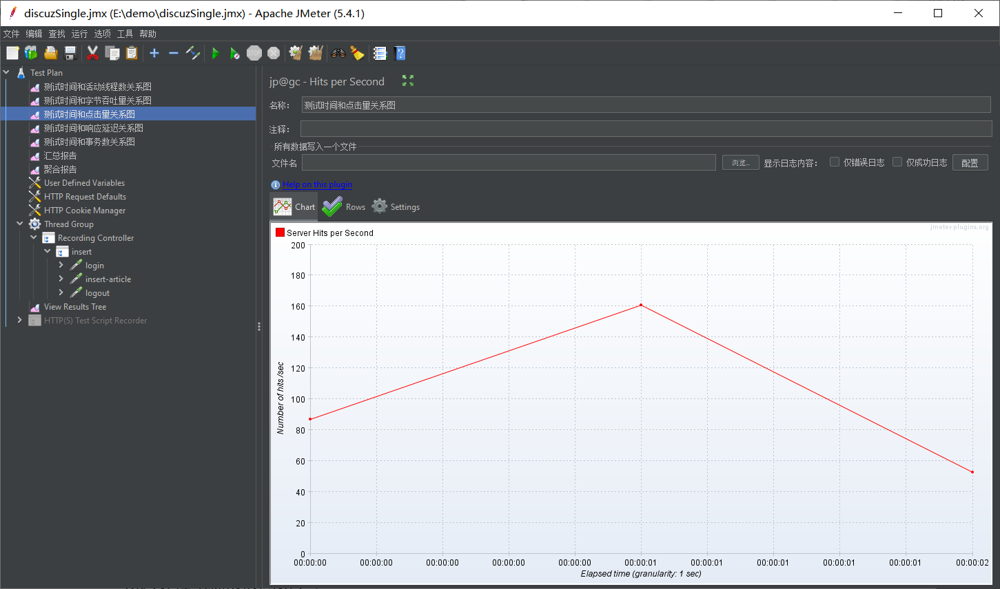 discuzSingle.jmx (E:\demo\discuzSingle.jmx) - Apache JMeter (5.4.1)
文件 编辑 查找 运行 选项 工具 帮助
STOP
Test Plan
测试时间和活动线程数关系图
测试时间和字节吞吐量关系图
测试时间和点击量关系图
测试时间和响应延迟关系图
测试时间和事务数关系图
汇总报告
聚合报告
User Defined Variables
HTTP Request Defaults
HTTP Cookie Manager
Thread Group
Recording Controller
insert
login
insert-article
logout
View Results Tree
HTTP(S) Test Script Recorder
jp@gc - Hits per Second
名称： 测试时间和点击量关系图
注释：
所有数据写入一个文件
文件名 浏览... 显示日志内容： 仅错误日志 仅成功日志 配置
Help on this plugin
Chart Rows Settings
jmeter-plugins.org
Server Hits per Second
200
180
160
140
120
100
80
60
40
20
0
Number of hits /sec
00:00:00 00:00:00 00:00:00 00:00:00 00:00:00 00:00:01 00:00:01 00:00:01 00:00:01 00:00:01 00:00:02
Elapsed time (granularity: 1 sec)